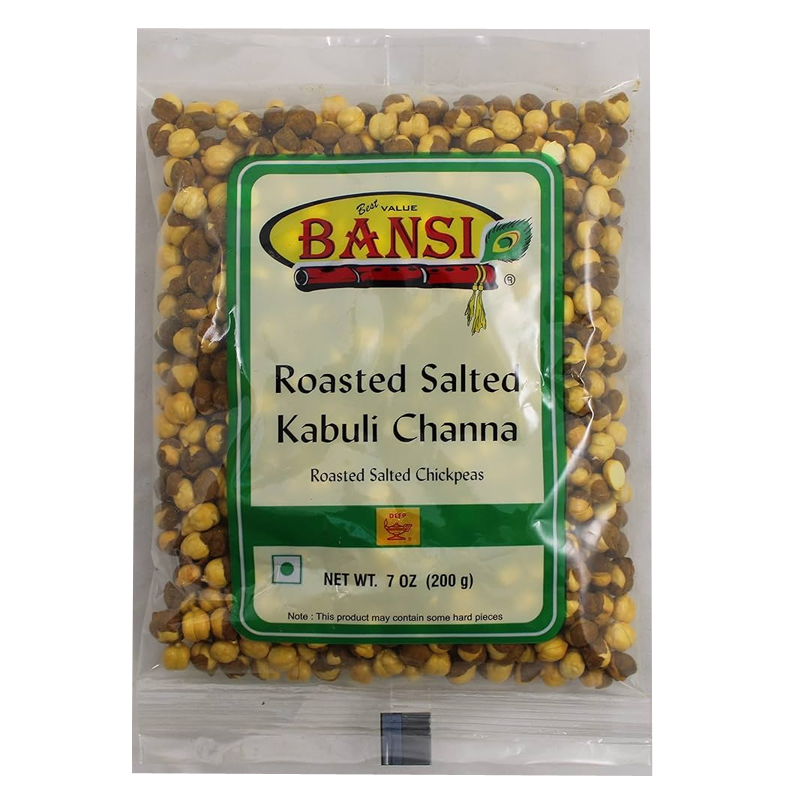 Best VALUE
BANSI
®
Roasted Salted
Kabuli Channa
Roasted Salted Chickpeas
DEEP
®
NET WT. 7 OZ (200 g)
Note : This product may contain some hard pieces